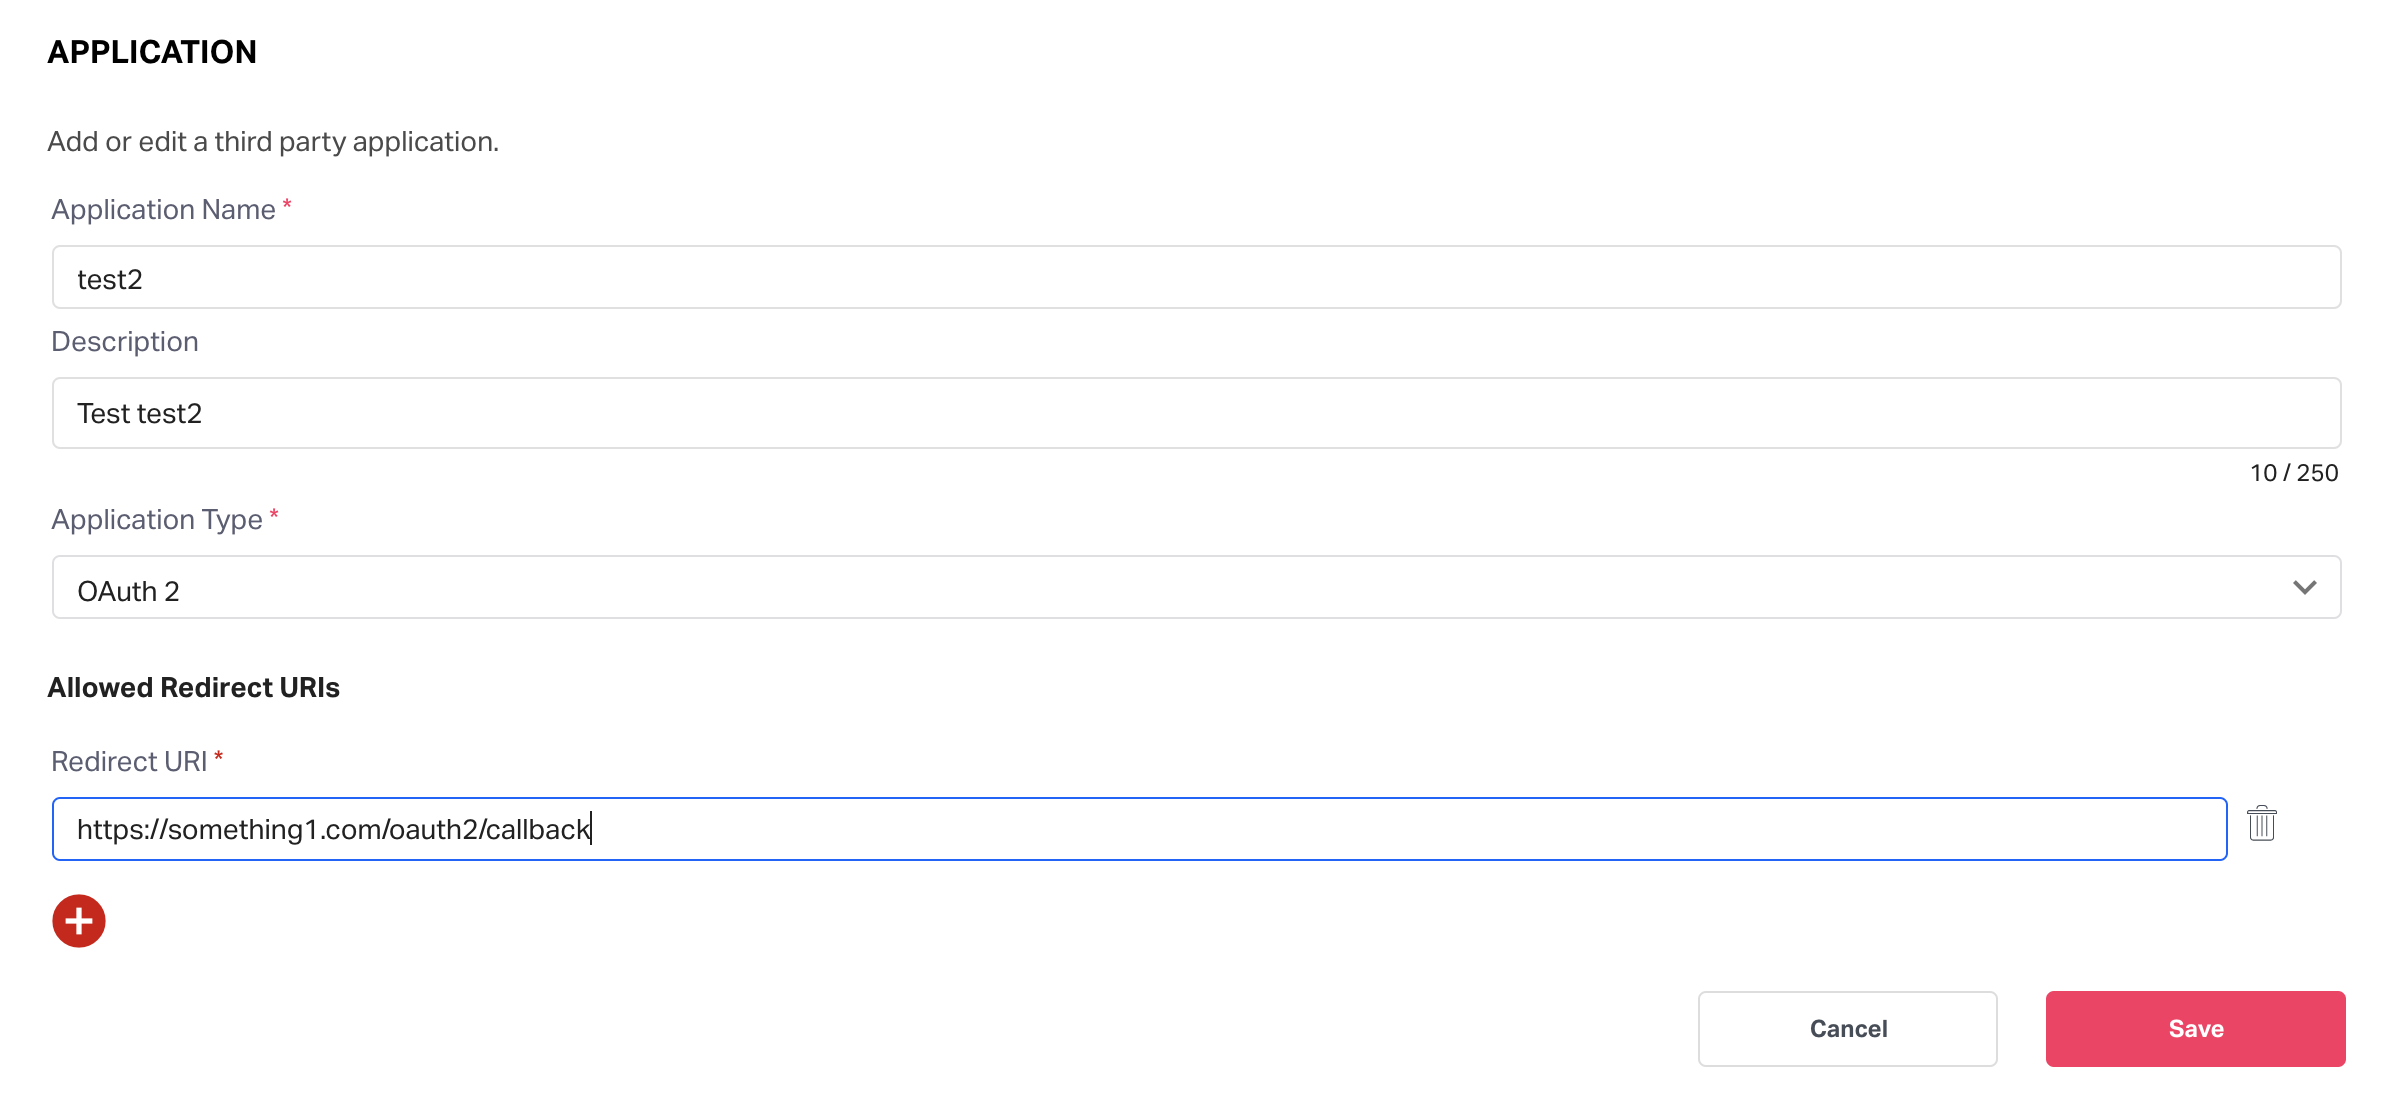 APPLICATION
Add or edit a third party application.
Application Name *
test2
Description
Test test2
10 / 250
Application Type *
OAuth 2
Allowed Redirect URIs
Redirect URI *
https://something1.com/oauth2/callback
Cancel
Save